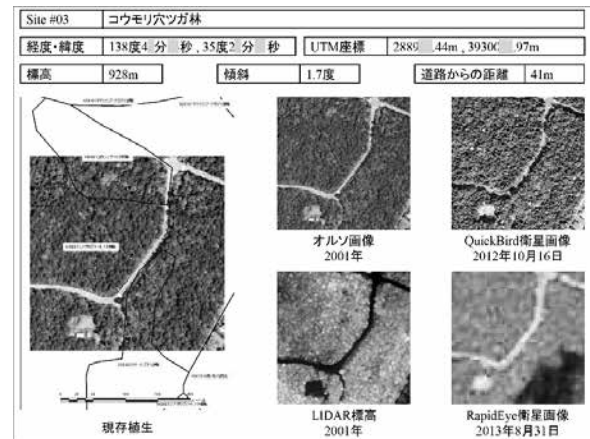 Site #03 コウモリ穴ツガ林
経度・緯度 138度4 分 秒 , 35度2 分 秒 UTM座標 2889 .44m , 39300 .97m
標高 928m 傾斜 1.7度 道路からの距離 41m
オルソ画像
2001年
QuickBird衛星画像
2012年10月16日
現存植生
LIDAR標高
2001年
RapidEye衛星画像
2013年8月31日